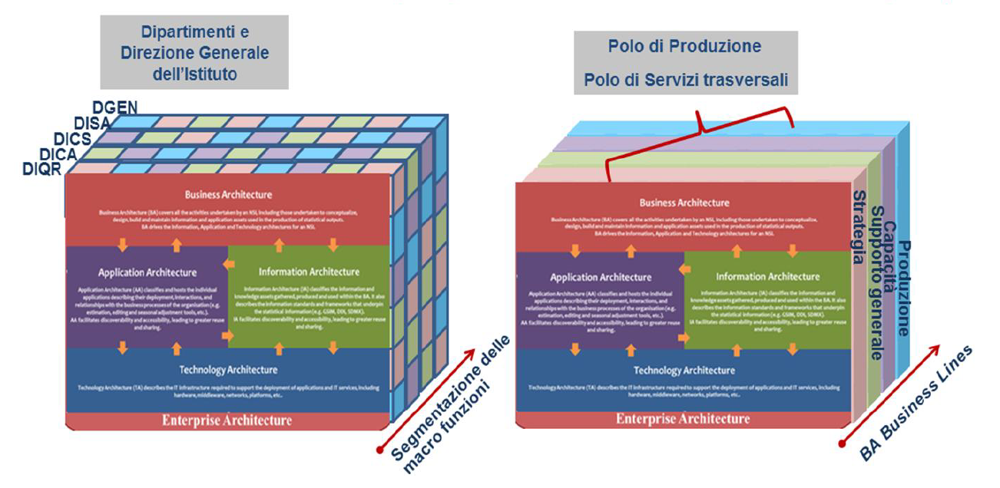 Dipartimenti e
Direzione Generale
dell'Istituto
DGEN
DISA
DICS
DICA
DIQR
Business Architecture
Business Architecture (BA) covers all the activities undertaken by an NSI, including those undertaken to conceptualize,
design, build and maintain information and application assets used in the production of statistical outputs.
BA drives the Information, Application and Technology architectures for an NSI.
Application Architecture
Application Architecture (AA) classifies and hosts the individual
applications describing their deployment, interactions, and
relationships with the business processes of the organisation (e.g.
estimation, editing and seasonal adjustment tools, etc.).
AA facilitates discoverability and accessibility, leading to greater reuse
and sharing.
Information Architecture
Information Architecture (IA) classifies the information and
knowledge assets gathered, produced and used within the BA. It also
describes the information standards and frameworks that underpin
the statistical information (e.g. GSIM, DDI, SDMX).
IA facilitates discoverability and accessibility, leading to greater reuse
and sharing.
Technology Architecture
Technology Architecture (TA) describes the IT infrastructure required to support the deployment of applications and IT services, including
hardware, middleware, networks, platforms, etc..
Enterprise Architecture
Segmentazione delle
macro funzioni
Polo di Produzione
Polo di Servizi trasversali
Business Architecture
Business Architecture (BA) covers all the activities undertaken by an NSI, including those undertaken to conceptualize,
design, build and maintain information and application assets used in the production of statistical outputs.
BA drives the Information, Application and Technology architectures for an NSI.
Application Architecture
Application Architecture (AA) classifies and hosts the individual
applications describing their deployment, interactions, and
relationships with the business processes of the organisation (e.g.
estimation, editing and seasonal adjustment tools, etc.).
AA facilitates discoverability and accessibility, leading to greater reuse
and sharing.
Information Architecture
Information Architecture (IA) classifies the information and
knowledge assets gathered, produced and used within the BA. It also
describes the information standards and frameworks that underpin
the statistical information (e.g. GSIM, DDI, SDMX).
IA facilitates discoverability and accessibility, leading to greater reuse
and sharing.
Technology Architecture
Technology Architecture (TA) describes the IT infrastructure required to support the deployment of applications and IT services, including
hardware, middleware, networks, platforms, etc..
Enterprise Architecture
Strategia
Supporto generale
Capacità
Produzione
BA Business Lines